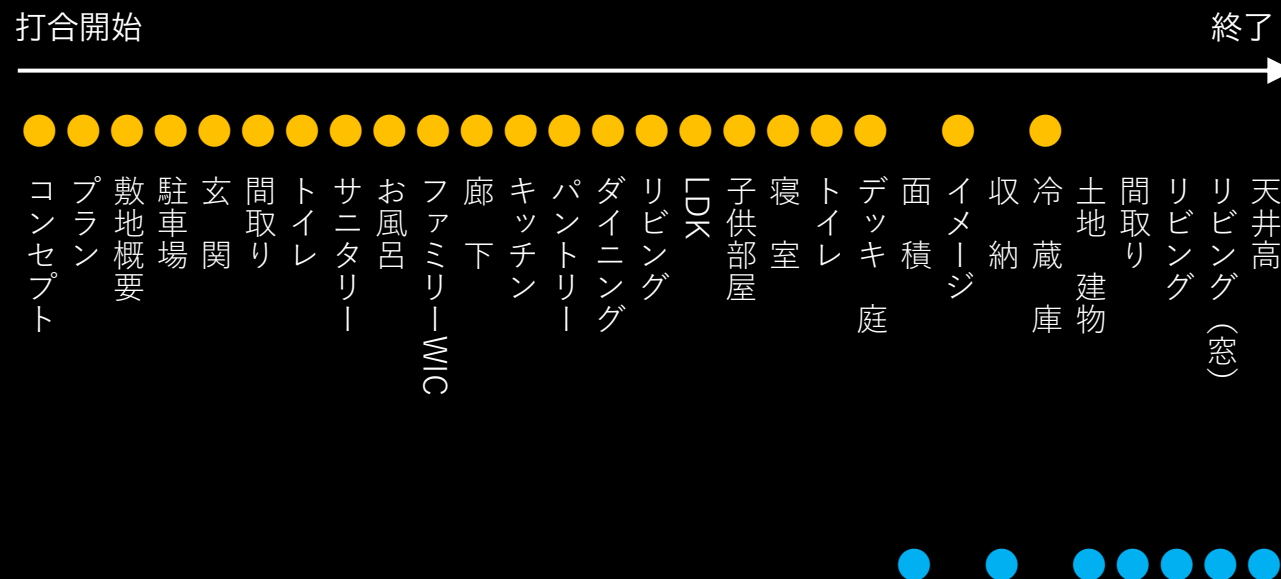 打合開始
終了
コンセプト
プラン
敷地概要
駐車場
玄関
間取り
トイレ
サニタリー
お風呂
ファミリーWIC
廊下
キッチン
パントリー
ダイニング
リビング
LDK
子供部屋
寝室
トイレ
デッキ 庭
面積
イメージ
収納
冷蔵庫
土地 建物
間取り
リビング
リビング（窓）
天井高